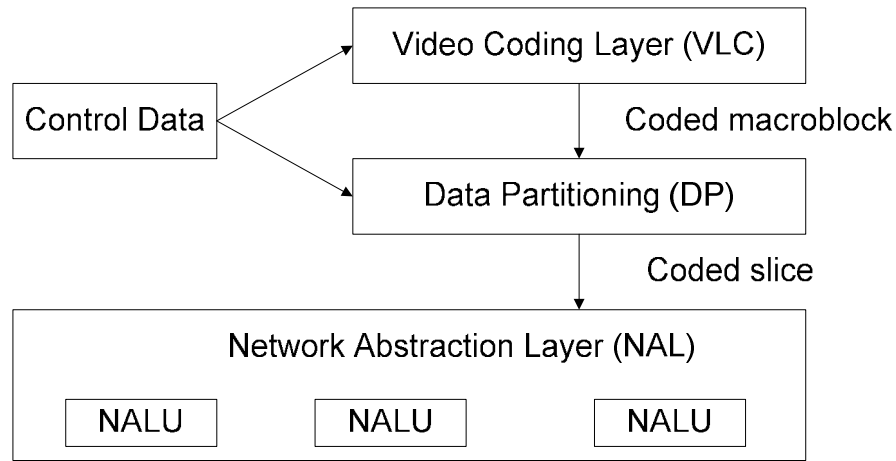 Video Coding Layer (VLC)
Control Data
Coded macroblock
Data Partitioning (DP)
Coded slice
Network Abstraction Layer (NAL)
NALU
NALU
NALU